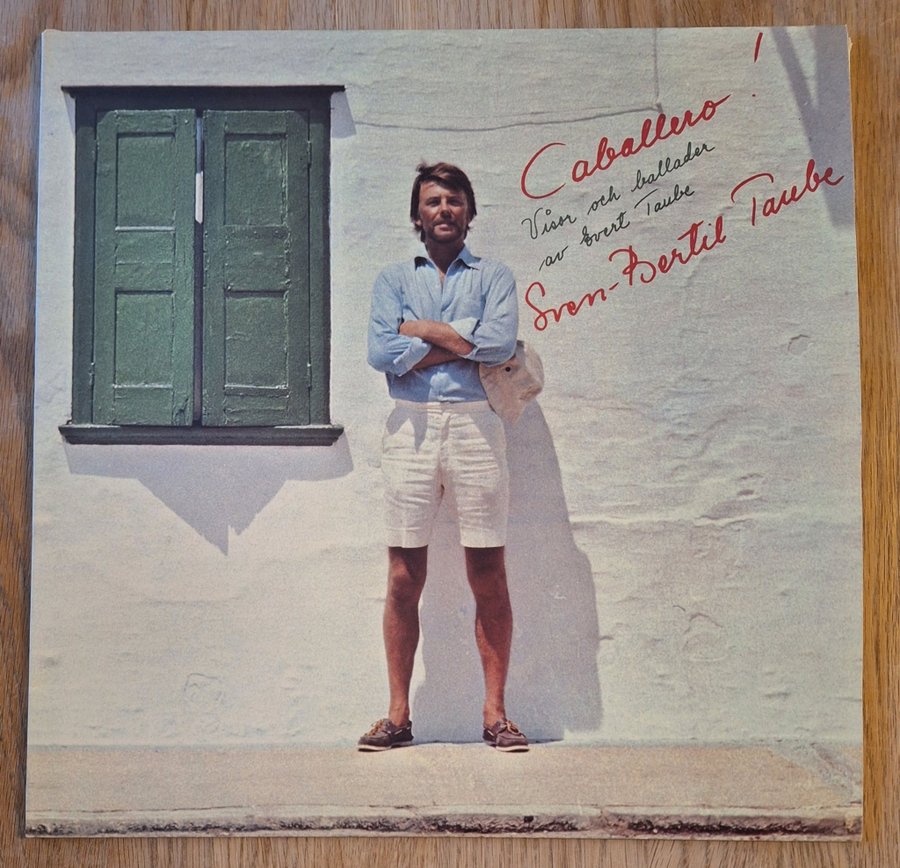 Caballero!
Visor och ballader
av Evert Taube
Sven-Bertil Taube